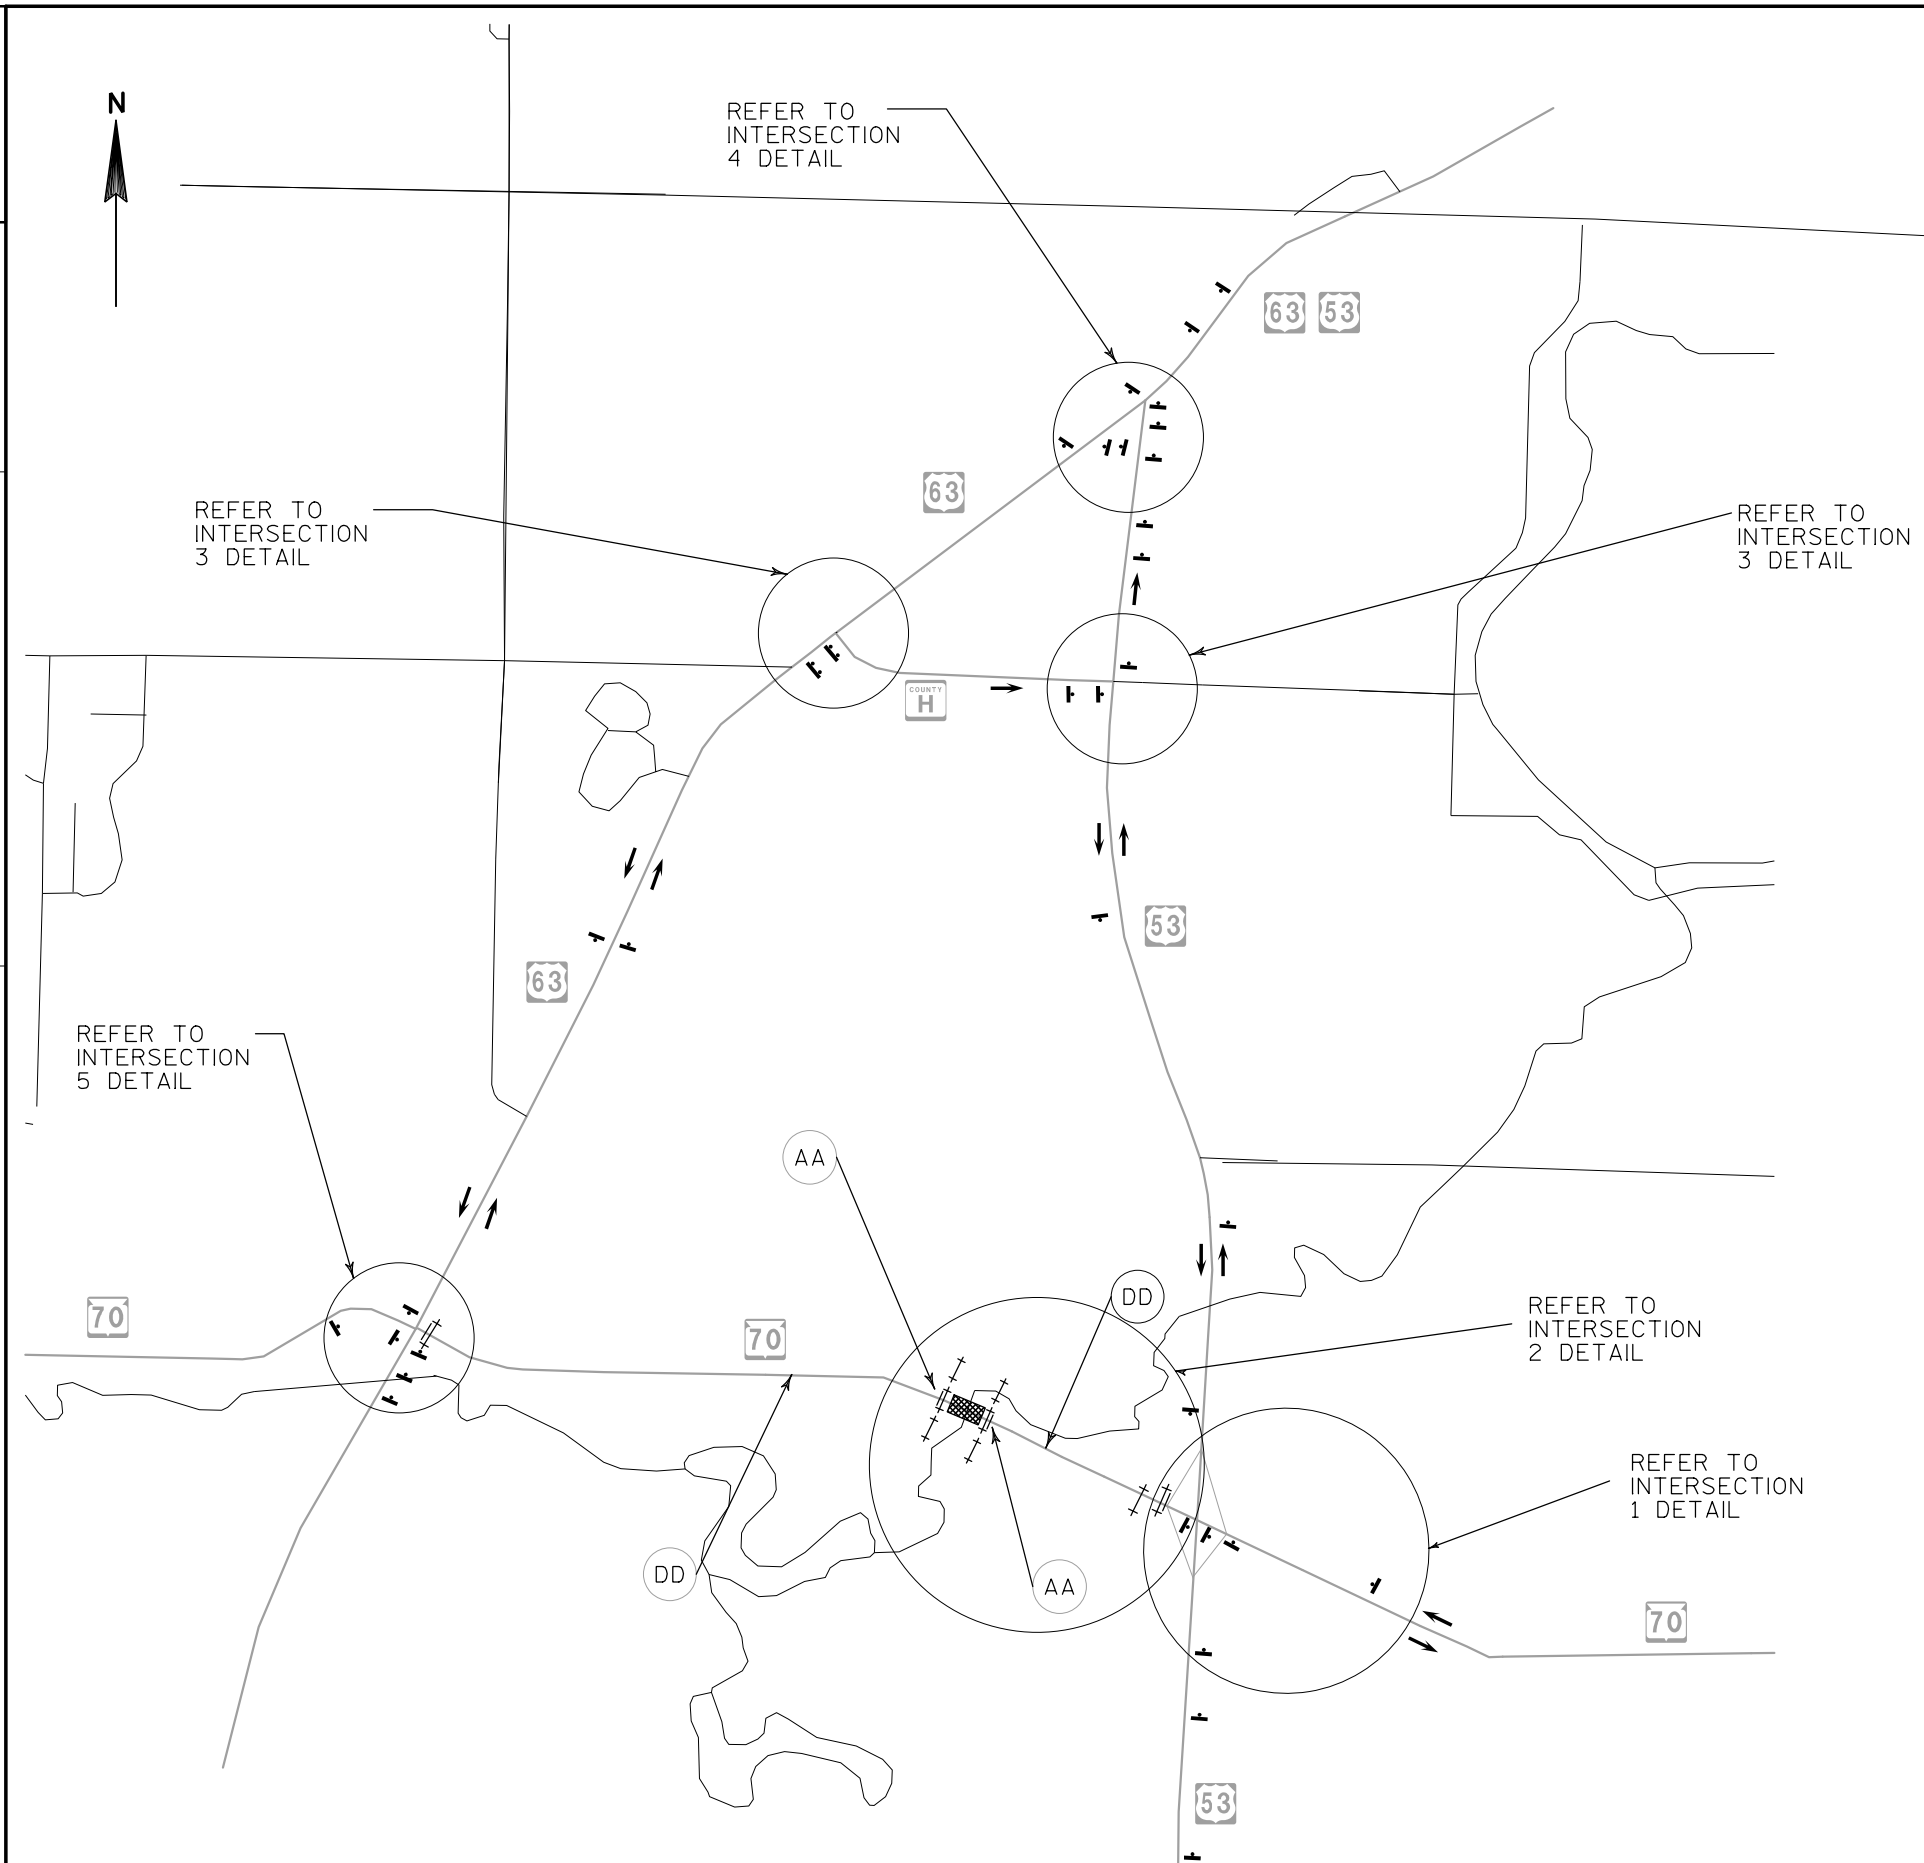 N
REFER TO
INTERSECTION
4 DETAIL
63 53
63
REFER TO
INTERSECTION
3 DETAIL
REFER TO
INTERSECTION
3 DETAIL
COUNTY
H
53
63
REFER TO
INTERSECTION
5 DETAIL
AA
DD
70
70
REFER TO
INTERSECTION
2 DETAIL
REFER TO
INTERSECTION
1 DETAIL
DD
AA
70
53